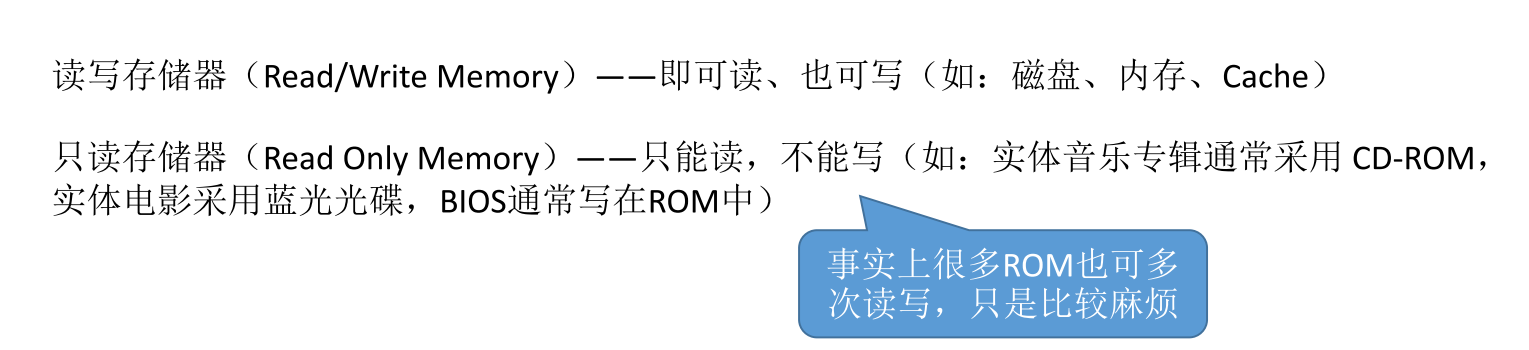 读写存储器（Read/Write Memory）——即可读、也可写（如：磁盘、内存、Cache）
只读存储器（Read Only Memory）——只能读，不能写（如：实体音乐专辑通常采用 CD-ROM，
实体电影采用蓝光光碟，BIOS通常写在ROM中）
事实上很多ROM也可多
次读写，只是比较麻烦